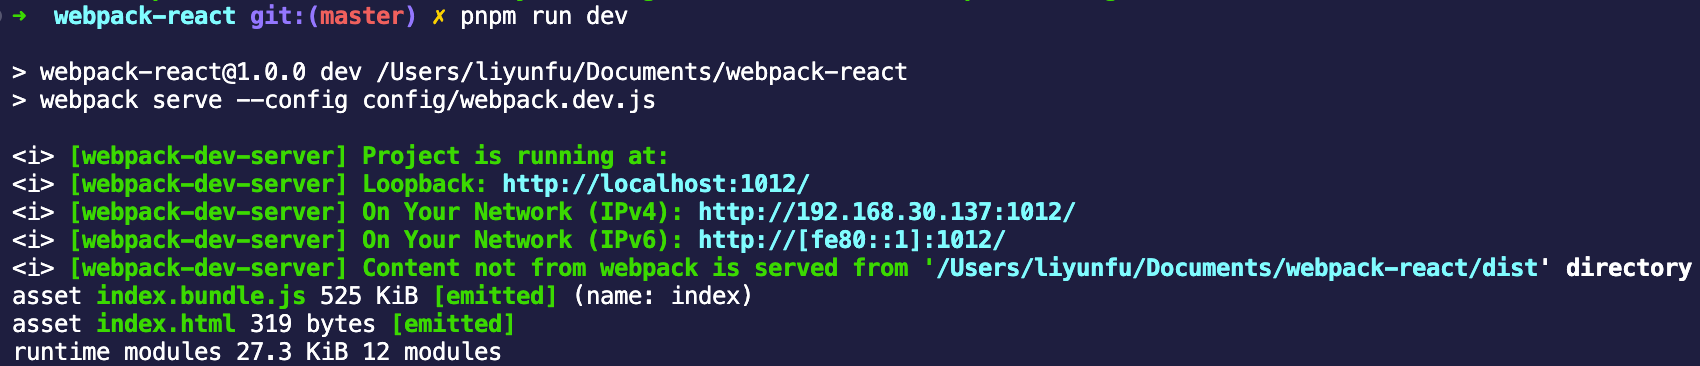 ➜ webpack-react git:(master) ✗ pnpm run dev
> webpack-react@1.0.0 dev /Users/liyunfu/Documents/webpack-react
> webpack serve --config config/webpack.dev.js
<i> [webpack-dev-server] Project is running at:
<i> [webpack-dev-server] Loopback: http://localhost:1012/
<i> [webpack-dev-server] On Your Network (IPv4): http://192.168.30.137:1012/
<i> [webpack-dev-server] On Your Network (IPv6): http://[fe80::1]:1012/
<i> [webpack-dev-server] Content not from webpack is served from '/Users/liyunfu/Documents/webpack-react/dist' directory
asset index.bundle.js 525 KiB [emitted] (name: index)
asset index.html 319 bytes [emitted]
runtime modules 27.3 KiB 12 modules